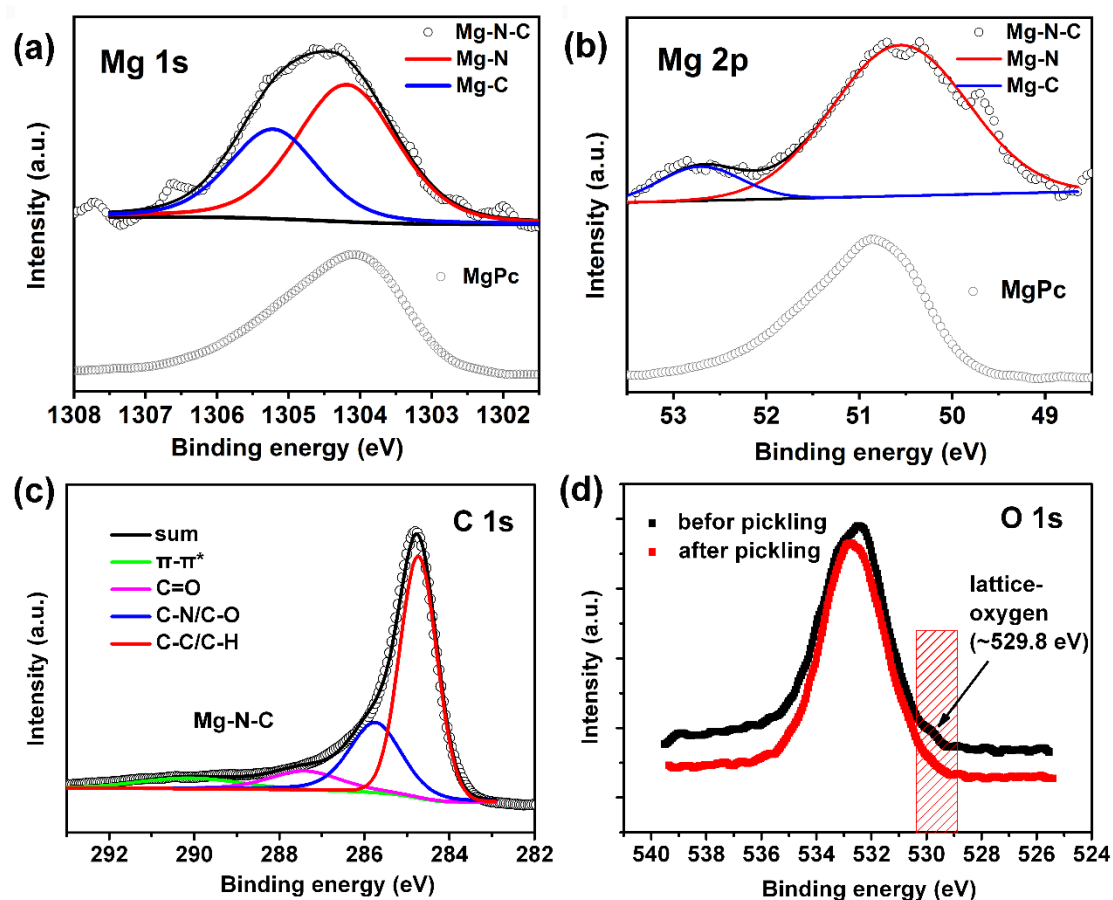 (a)
Mg 1s
Mg-N-C
Mg-N
Mg-C
MgPc
Intensity (a.u.)
1308 1307 1306 1305 1304 1303 1302
Binding energy (eV)
(b)
Mg 2p
Mg-N-C
Mg-N
Mg-C
MgPc
Intensity (a.u.)
53 52 51 50 49
Binding energy (eV)
(c)
C 1s
sum
π-π*
C=O
C-N/C-O
C-C/C-H
Mg-N-C
Intensity (a.u.)
292 290 288 286 284 282
Binding energy (eV)
(d)
O 1s
befor pickling
after pickling
lattice-
oxygen
(~529.8 eV)
Intensity (a.u.)
540 538 536 534 532 530 528 526 524
Binding energy (eV)